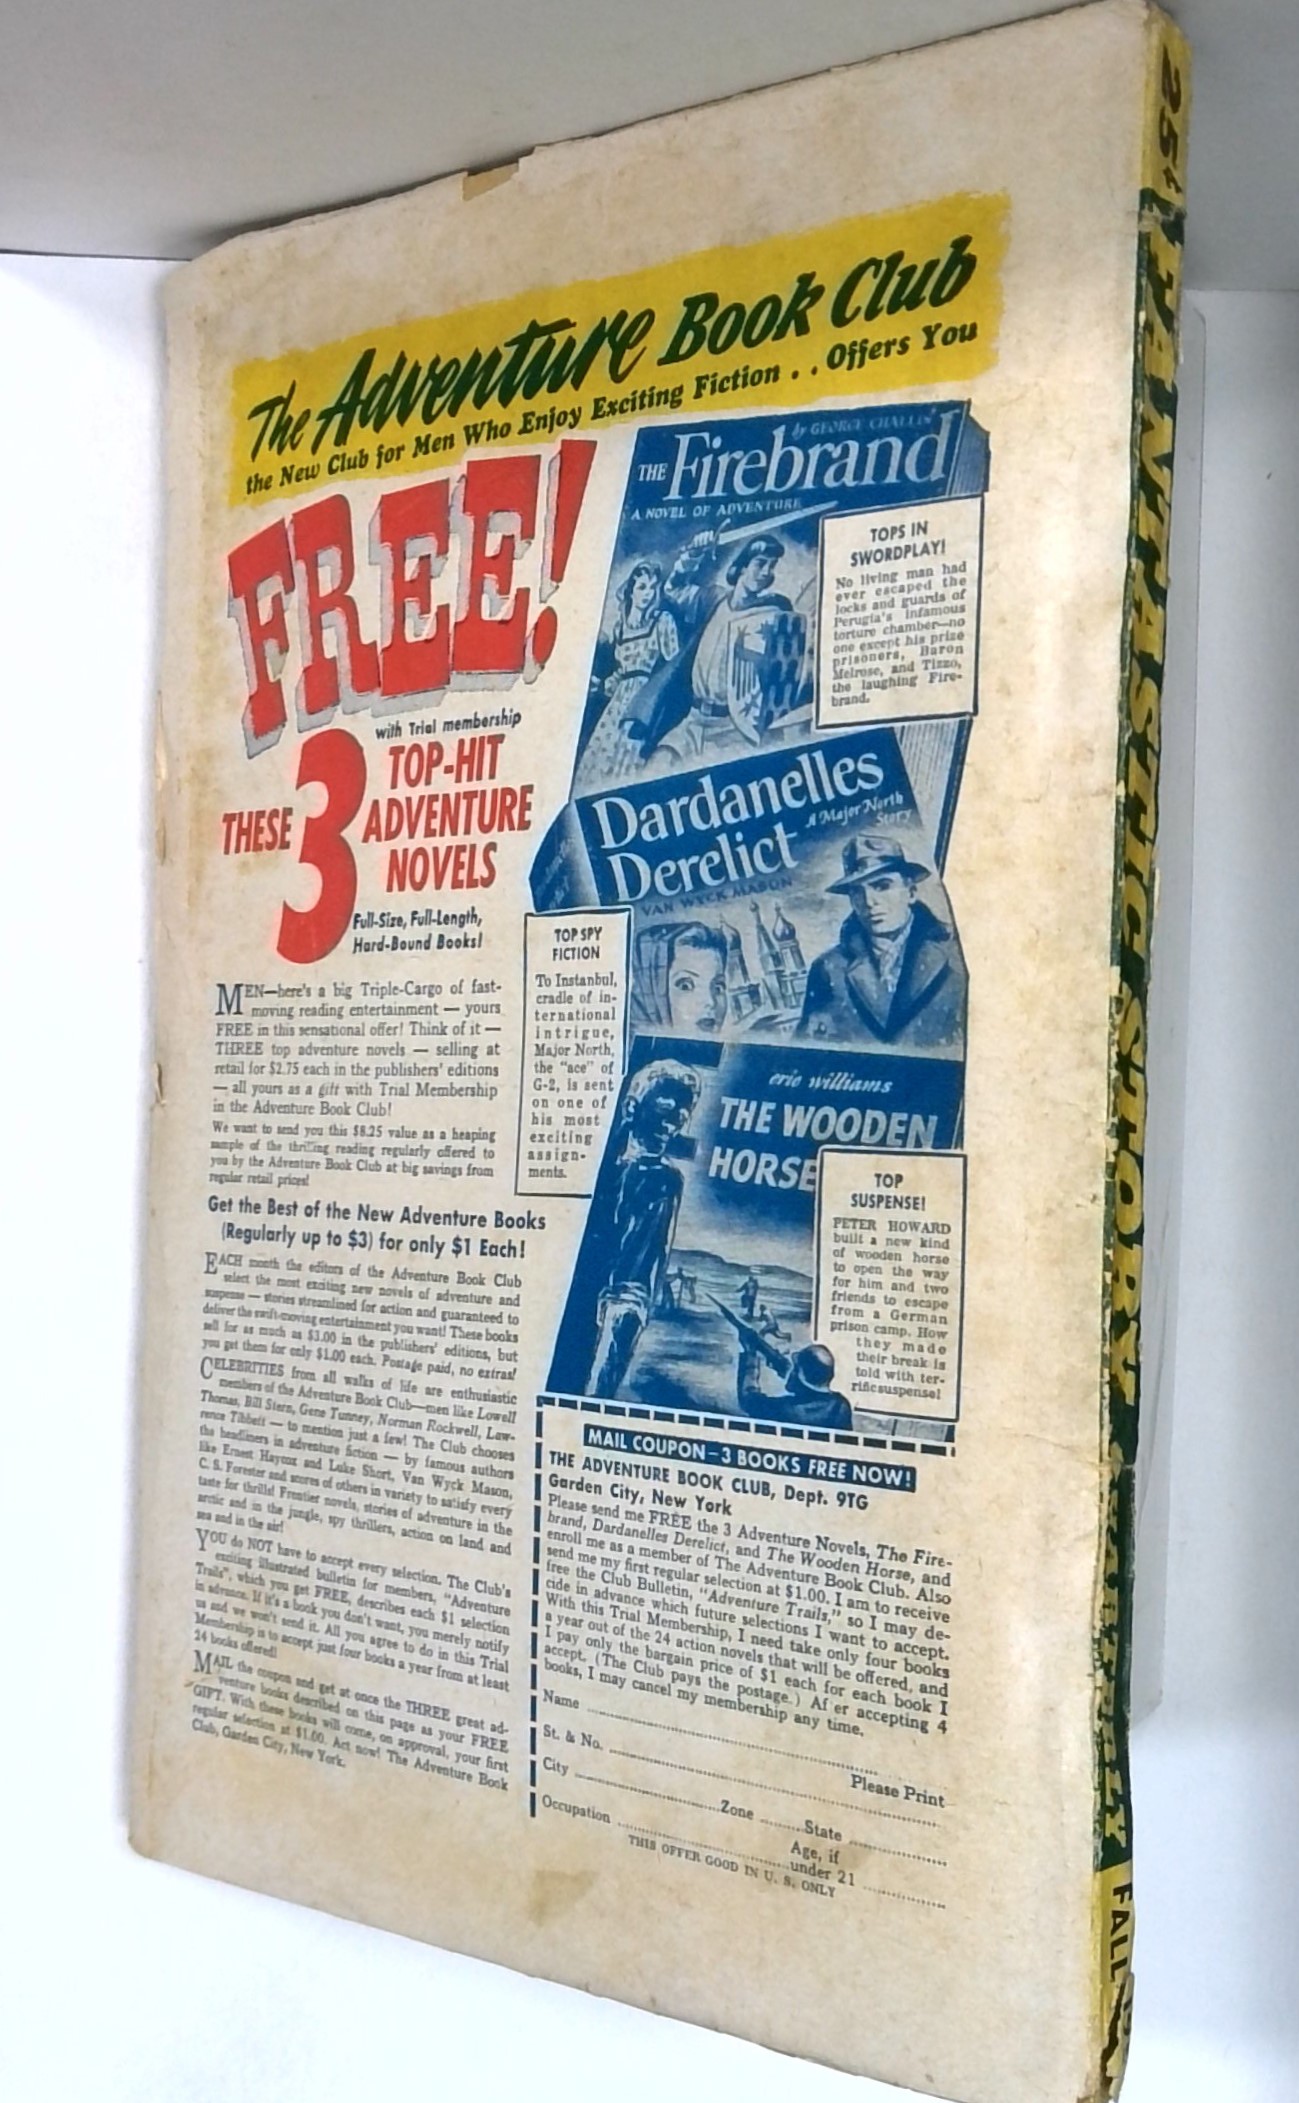 The Adventure Book Club
the New Club for Men Who Enjoy Exciting Fiction . . Offers You
FREE!
with Trial membership
THESE 3 TOP-HIT
ADVENTURE
NOVELS
Full-Size, Full-Length,
Hard-Bound Books!
MEN—here's a big Triple-Cargo of fast-
moving reading entertainment — yours
FREE in this sensational offer! Think of it —
THREE top adventure novels — selling at
retail for $2.75 each in the publishers' editions
— all yours as a gift with Trial Membership
in the Adventure Book Club!
We want to send you this $8.25 value as a heaping
sample of the thrilling reading regularly offered to
you by the Adventure Book Club at big savings from
regular retail prices!
Get the Best of the New Adventure Books
(Regularly up to $3) for only $1 Each!
EACH month the editors of the Adventure Book Club
select the most exciting new novels of adventure and
suspense — stories streamlined for action and guaranteed to
deliver the swift-moving entertainment you want! These books
sell for as much as $3.00 in the publishers' editions, but
you get them for only $1.00 each. Postage paid, no extras!
CELEBRITIES from all walks of life are enthusiastic
members of the Adventure Book Club—men like Lowell
Thomas, Bill Stern, Gene Tunney, Norman Rockwell, Law-
rence Tibbett — to mention just a few! The Club chooses
the headliners in adventure fiction — by famous authors
like Ernest Haycox and Luke Short, Van Wyck Mason,
C. S. Forester and scores of others in variety to satisfy every
taste for thrills! Frontier novels, stories of adventure in the
arctic and in the jungle, spy thrillers, action on land and
sea and in the air!
YOU do NOT have to accept every selection. The Club's
exciting illustrated bulletin for members, "Adventure
Trails", which you get FREE, describes each $1 selection
in advance. If it's a book you don't want, you merely notify
us and we won't send it. All you agree to do in this Trial
Membership is to accept just four books a year from at least
24 books offered!
MAIL the coupon and get at once the THREE great ad-
venture books described on this page as your FREE
GIFT. With these books will come, on approval, your first
regular selection at $1.00. Act now! The Adventure Book
Club, Garden City, New York.
by GEORGE CHALLIS
THE Firebrand
A NOVEL OF ADVENTURE
TOPS IN
SWORDPLAY!
No living man had
ever escaped the
locks and guards of
Perugia's infamous
torture chamber—no
one except his prize
prisoners, Baron
Melrose, and Tizzo,
the laughing Fire-
brand.
Dardanelles
Derelict
A Major North
Story
VAN WYCK MASON
TOP SPY
FICTION
To Instanbul,
cradle of in-
ternational
intrigue,
Major North,
the "ace" of
G-2, is sent
on one of
his most
exciting
assign-
ments.
eric williams
THE WOODEN
HORSE
TOP
SUSPENSE!
PETER HOWARD
built a new kind
of wooden horse
to open the way
for him and two
friends to escape
from a German
prison camp. How
they made
their break is
told with ter-
rific suspense!
MAIL COUPON–3 BOOKS FREE NOW!
THE ADVENTURE BOOK CLUB, Dept. 9TG
Garden City, New York
Please send me FREE the 3 Adventure Novels, The Fire-
brand, Dardanelles Derelict, and The Wooden Horse, and
enroll me as a member of The Adventure Book Club. Also
send me my first regular selection at $1.00. I am to receive
free the Club Bulletin, "Adventure Trails," so I may de-
cide in advance which future selections I want to accept.
With this Trial Membership, I need take only four books
a year out of the 24 action novels that will be offered, and
I pay only the bargain price of $1 each for each book I
accept. (The Club pays the postage.) Af er accepting 4
books, I may cancel my membership any time.
Name
Please Print
St. & No.
City Zone State
Occupation Age, if
under 21
THIS OFFER GOOD IN U. S. ONLY
25¢ FANTASTIC STORY QUARTERLY FALL